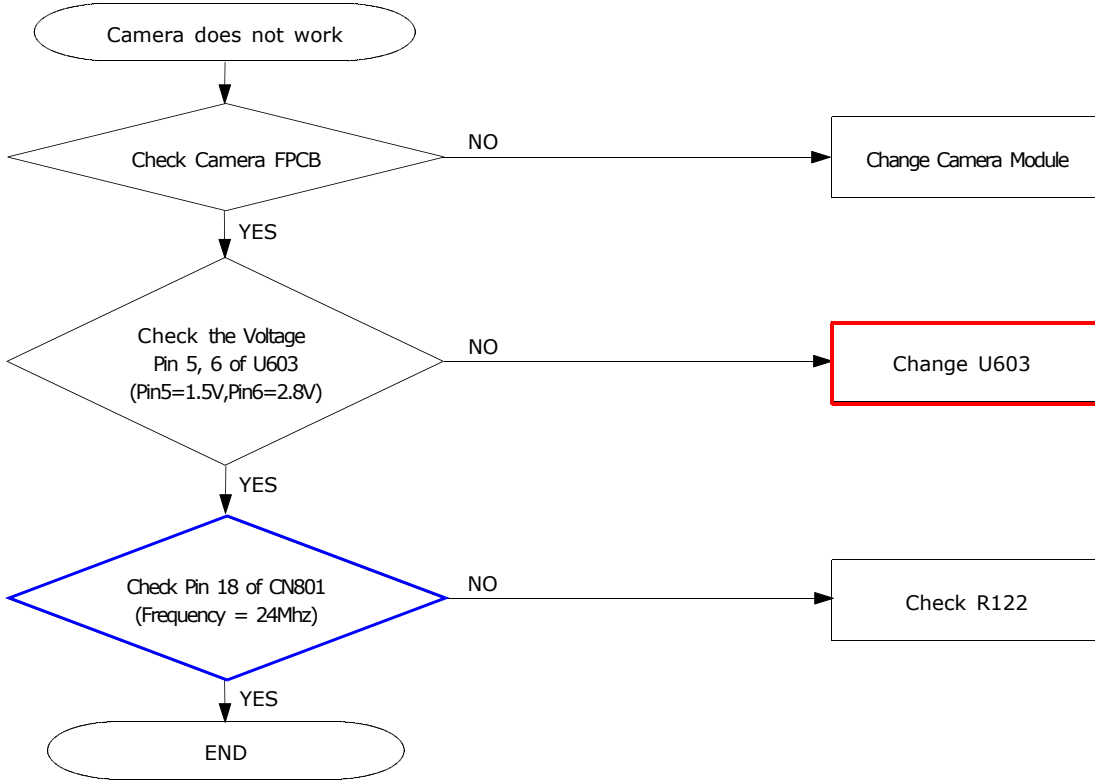 Camera does not work
Check Camera FPCB
NO
Change Camera Module
YES
Check the Voltage
Pin 5, 6 of U603
(Pin5=1.5V,Pin6=2.8V)
NO
Change U603
YES
Check Pin 18 of CN801
(Frequency = 24Mhz)
NO
Check R122
YES
END